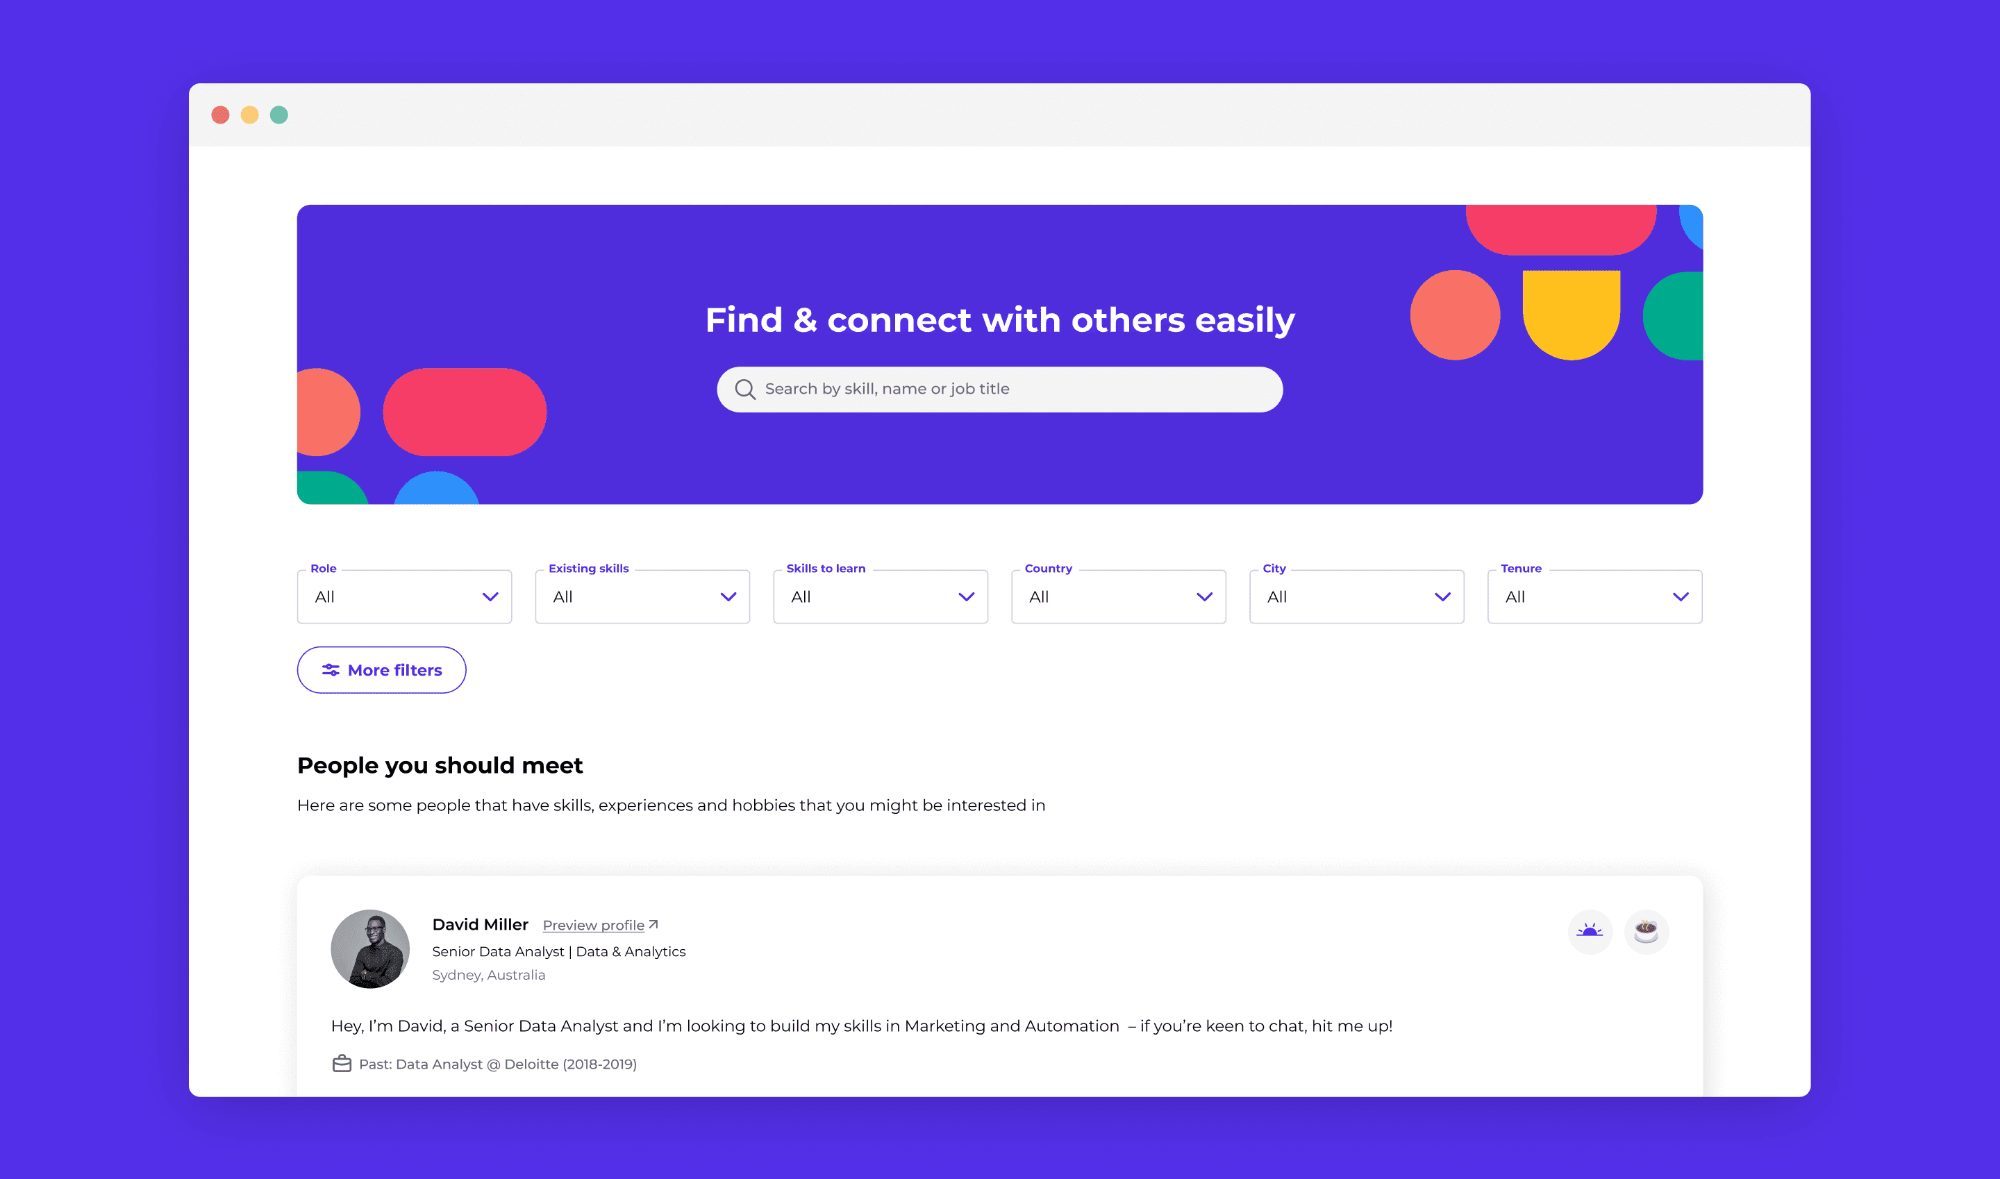 Find & connect with others easily
Search by skill, name or job title
Role
Existing skills
Skills to learn
Country
City
Tenure
All
All
All
All
All
All
More filters
People you should meet
Here are some people that have skills, experiences and hobbies that you might be interested in
David Miller Preview profile
Senior Data Analyst | Data & Analytics
Sydney, Australia
Hey, I’m David, a Senior Data Analyst and I’m looking to build my skills in Marketing and Automation – if you’re keen to chat, hit me up!
Past: Data Analyst @ Deloitte (2018-2019)